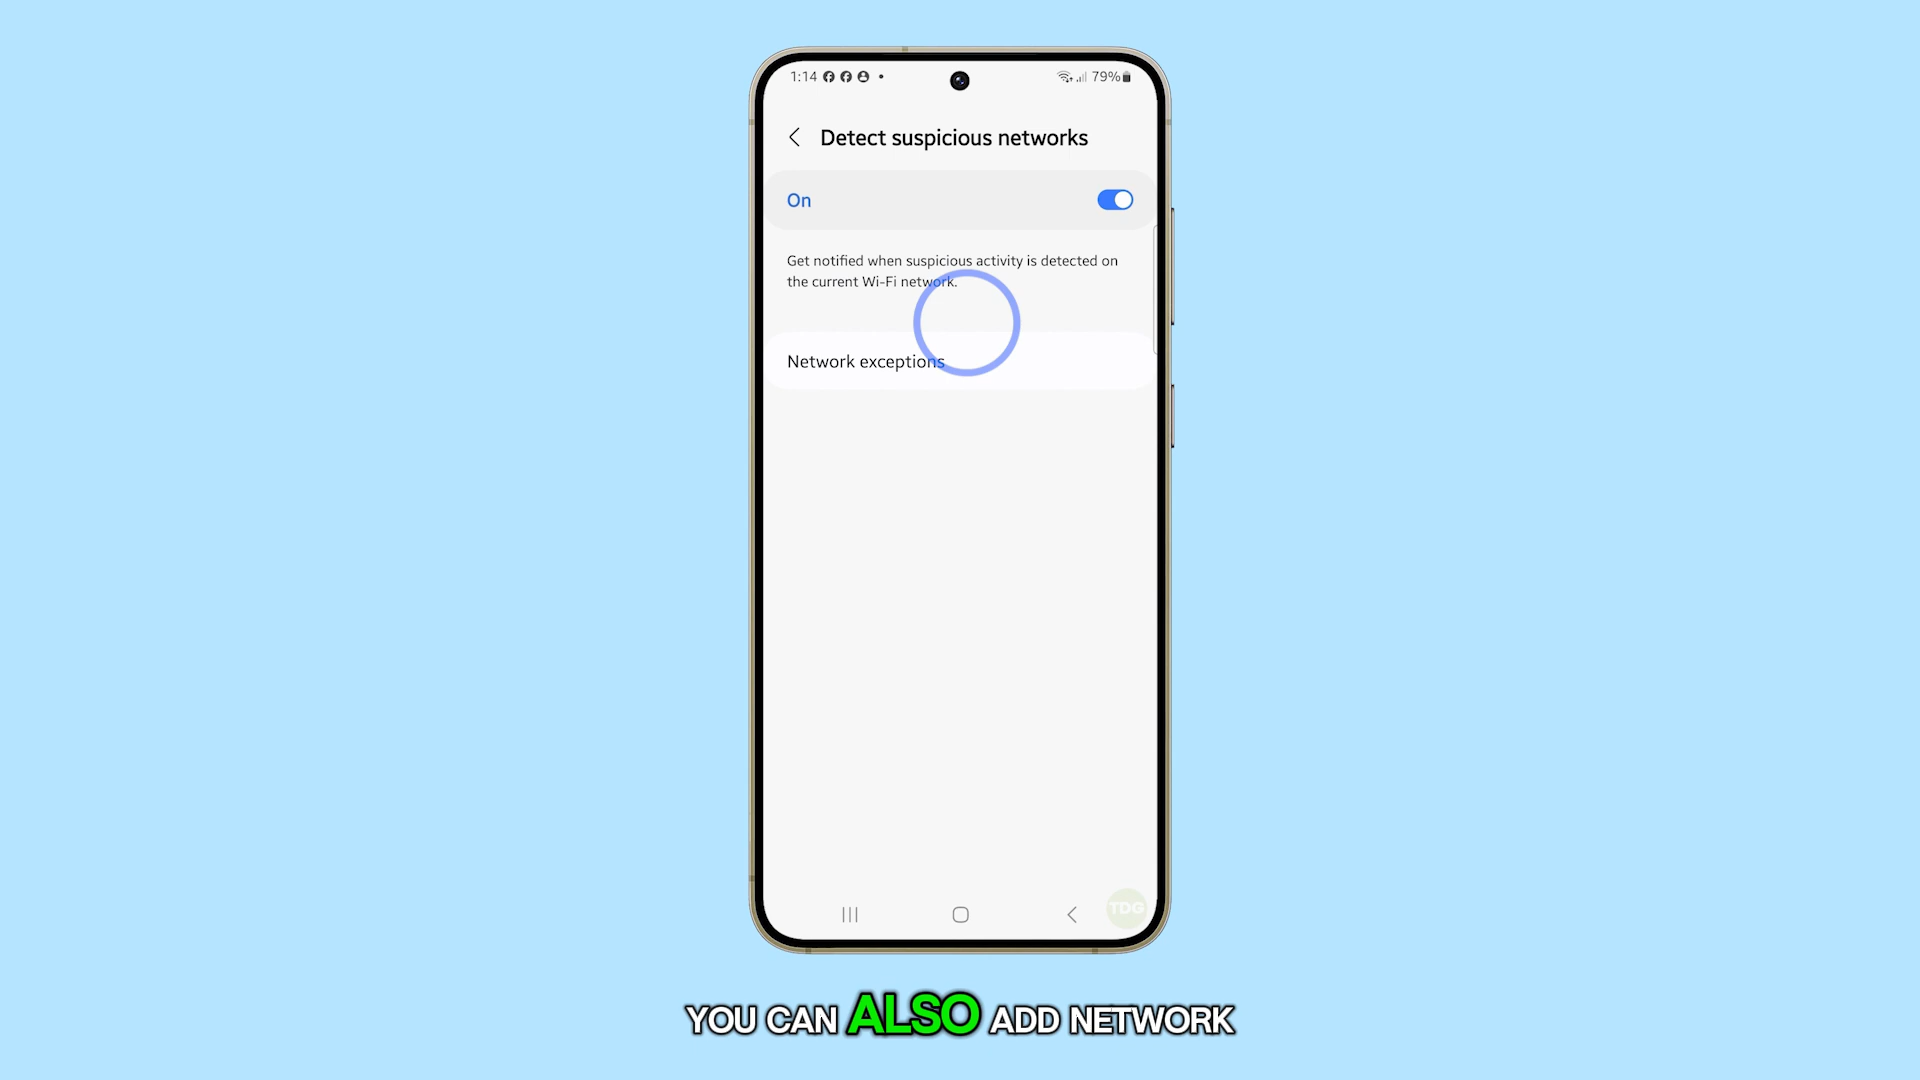 1:14
79%
Detect suspicious networks
On
Get notified when suspicious activity is detected on
the current Wi-Fi network.
Network exceptions
TDG
YOU CAN ALSO ADD NETWORK